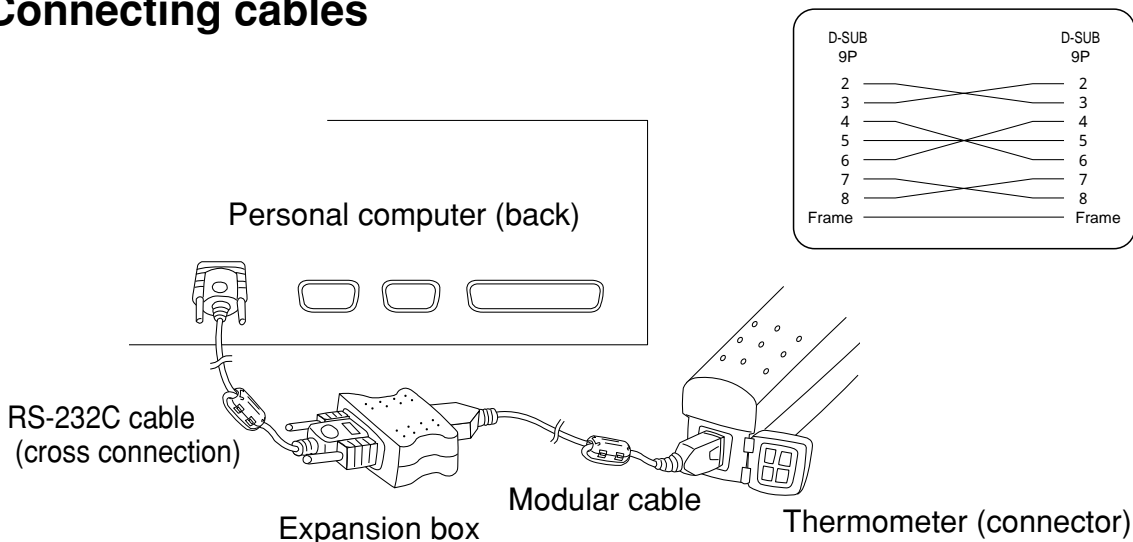 Connecting cables
D-SUB D-SUB
9P 9P
2 2
3 3
4 4
5 5
6 6
7 7
8 8
Frame Frame
Personal computer (back)
RS-232C cable
(cross connection)
Modular cable
Expansion box
Thermometer (connector)